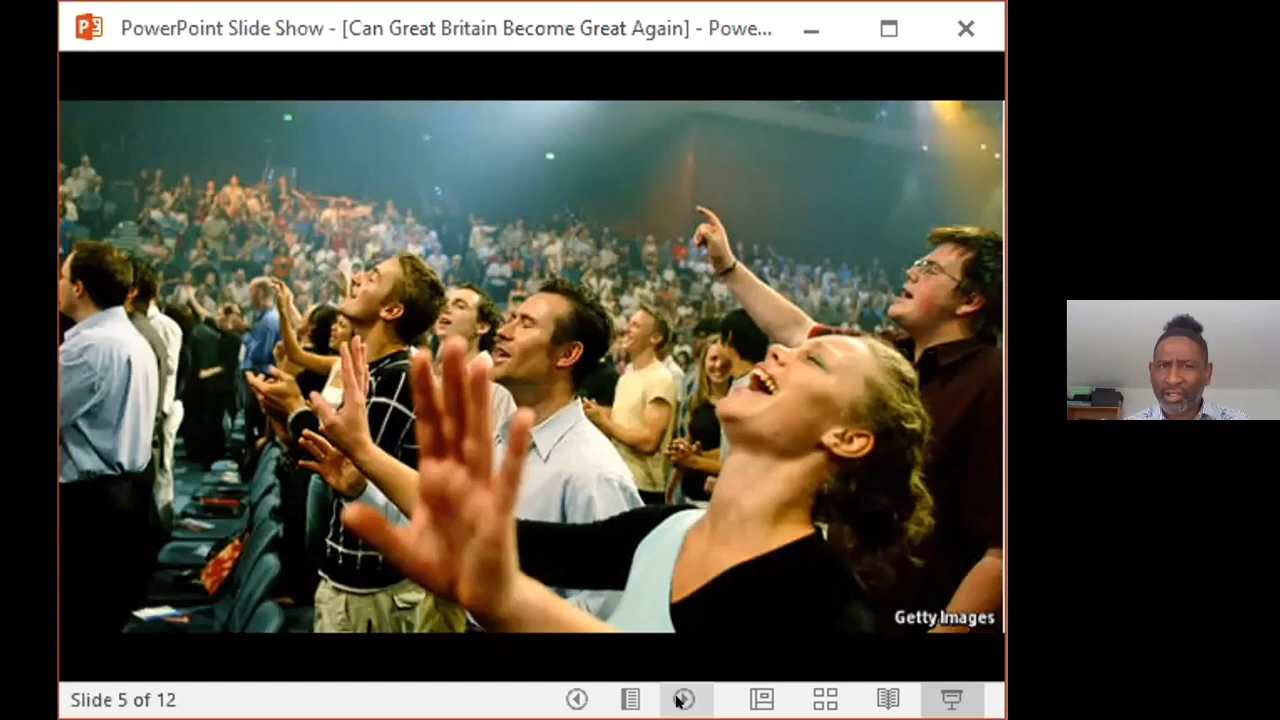 PowerPoint Slide Show - [Can Great Britain Become Great Again] - Powe...
Getty Images
Slide 5 of 12